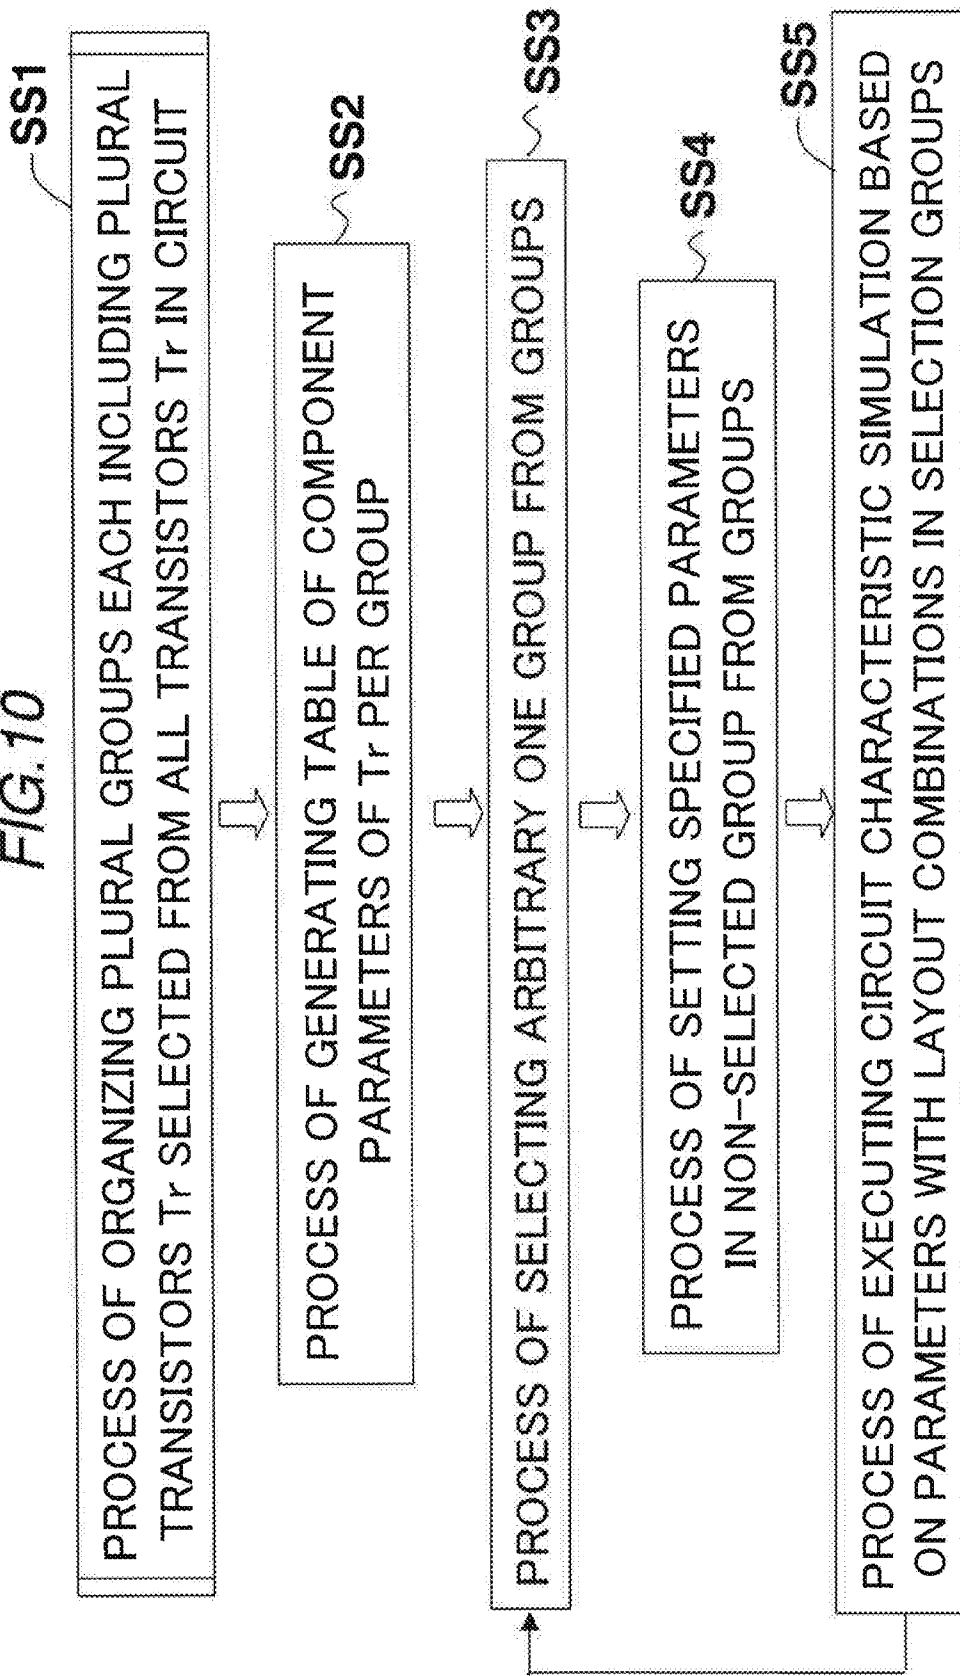 FIG.10
SS1
PROCESS OF ORGANIZING PLURAL GROUPS EACH INCLUDING PLURAL
TRANSISTORS Tr SELECTED FROM ALL TRANSISTORS Tr IN CIRCUIT
SS2
PROCESS OF GENERATING TABLE OF COMPONENT
PARAMETERS OF Tr PER GROUP
SS3
PROCESS OF SELECTING ARBITRARY ONE GROUP FROM GROUPS
SS4
PROCESS OF SETTING SPECIFIED PARAMETERS
IN NON-SELECTED GROUP FROM GROUPS
SS5
PROCESS OF EXECUTING CIRCUIT CHARACTERISTIC SIMULATION BASED
ON PARAMETERS WITH LAYOUT COMBINATIONS IN SELECTION GROUPS